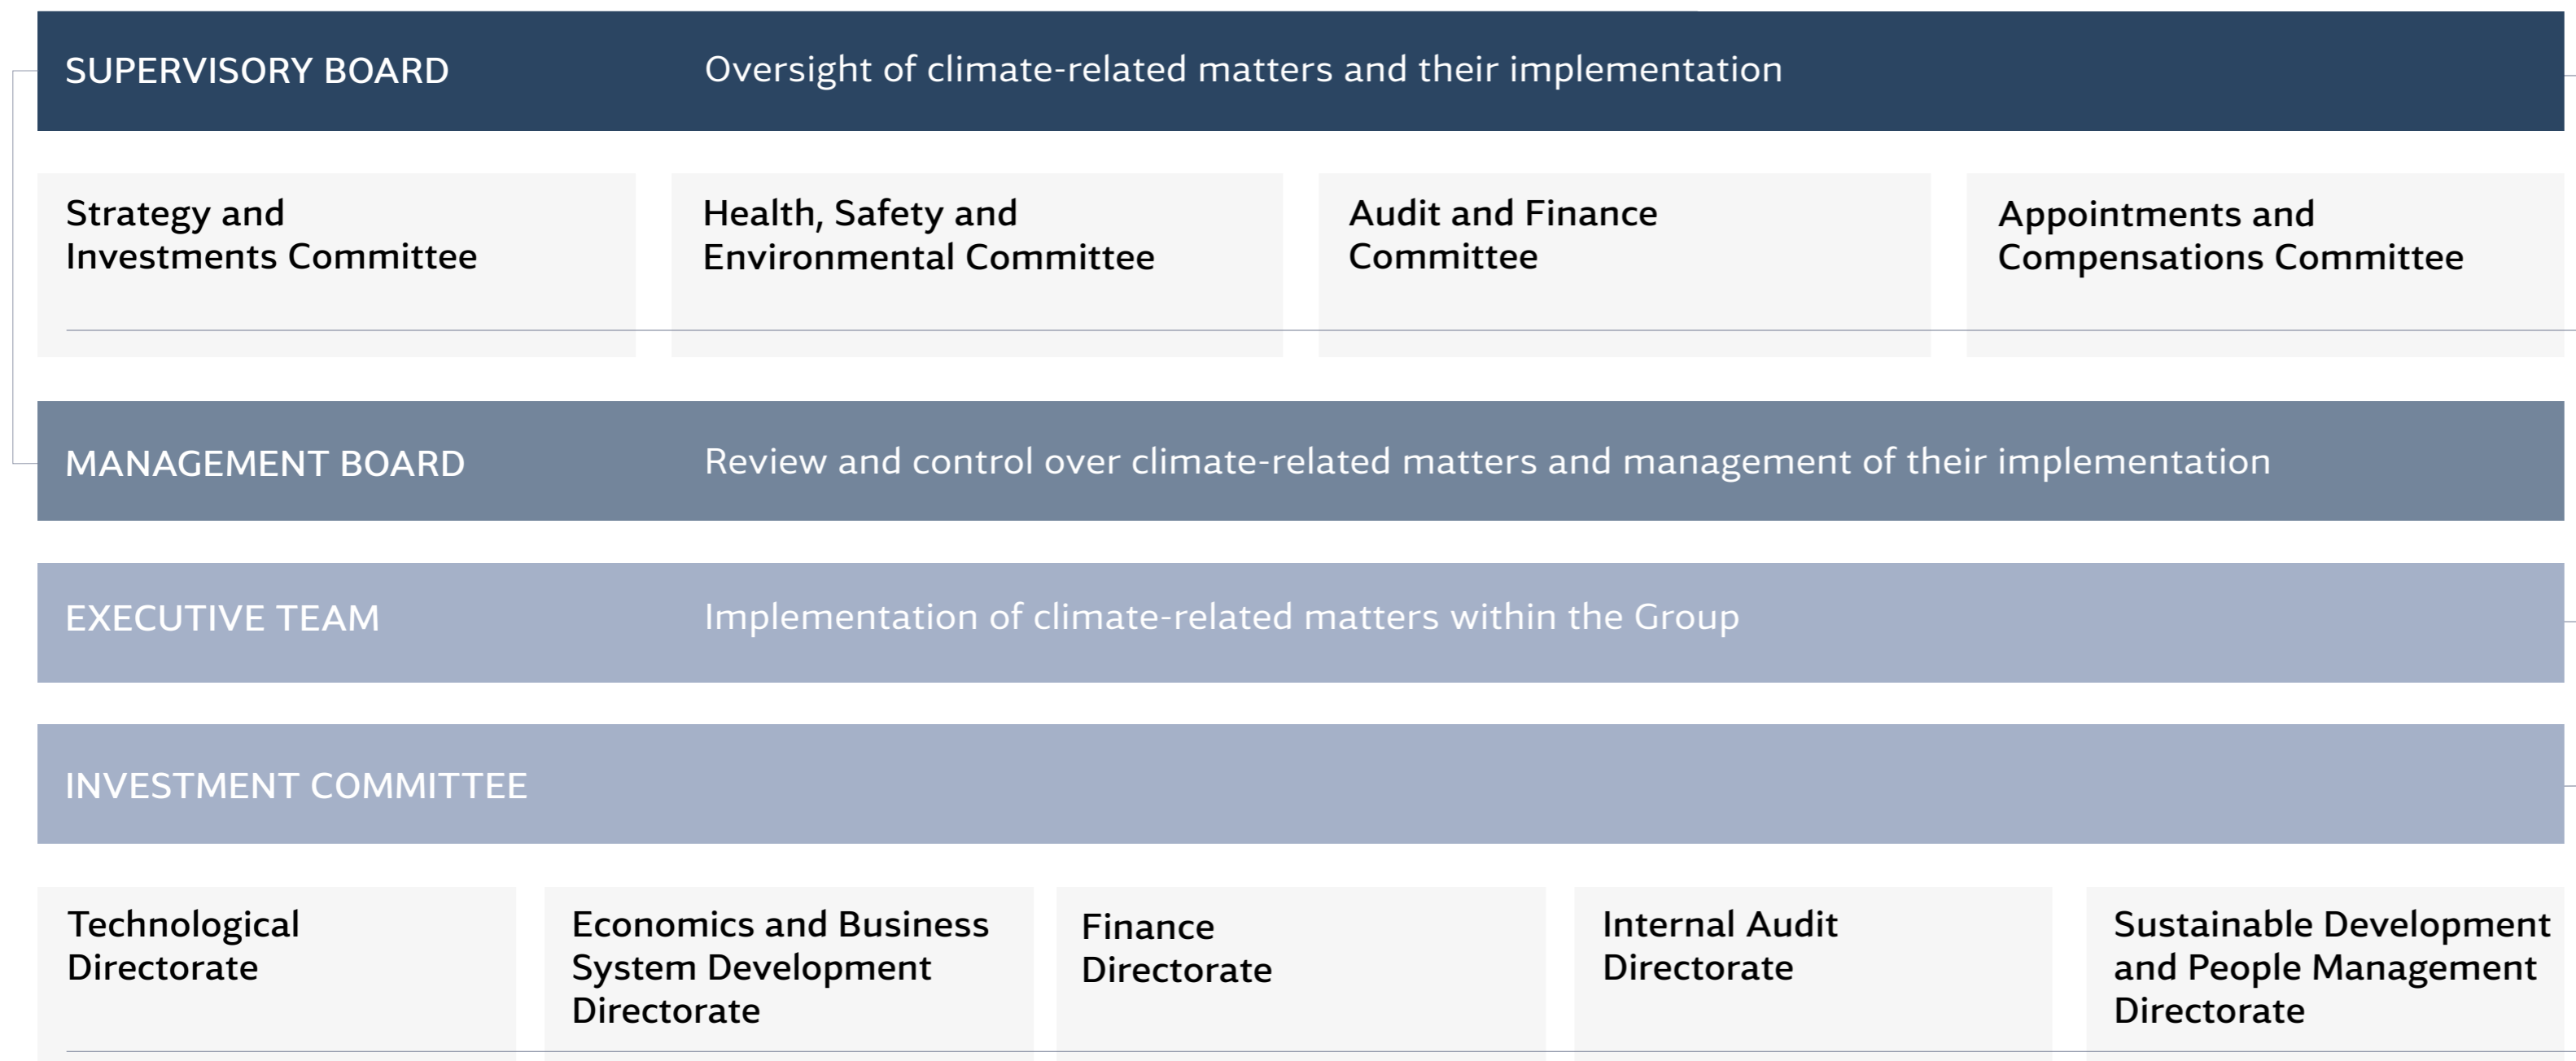 SUPERVISORY BOARD
Oversight of climate-related matters and their implementation
Strategy and
Investments Committee
Health, Safety and
Environmental Committee
Audit and Finance
Committee
Appointments and
Compensations Committee
MANAGEMENT BOARD
Review and control over climate-related matters and management of their implementation
EXECUTIVE TEAM
Implementation of climate-related matters within the Group
INVESTMENT COMMITTEE
Technological
Directorate
Economics and Business
System Development
Directorate
Finance
Directorate
Internal Audit
Directorate
Sustainable Development
and People Management
Directorate